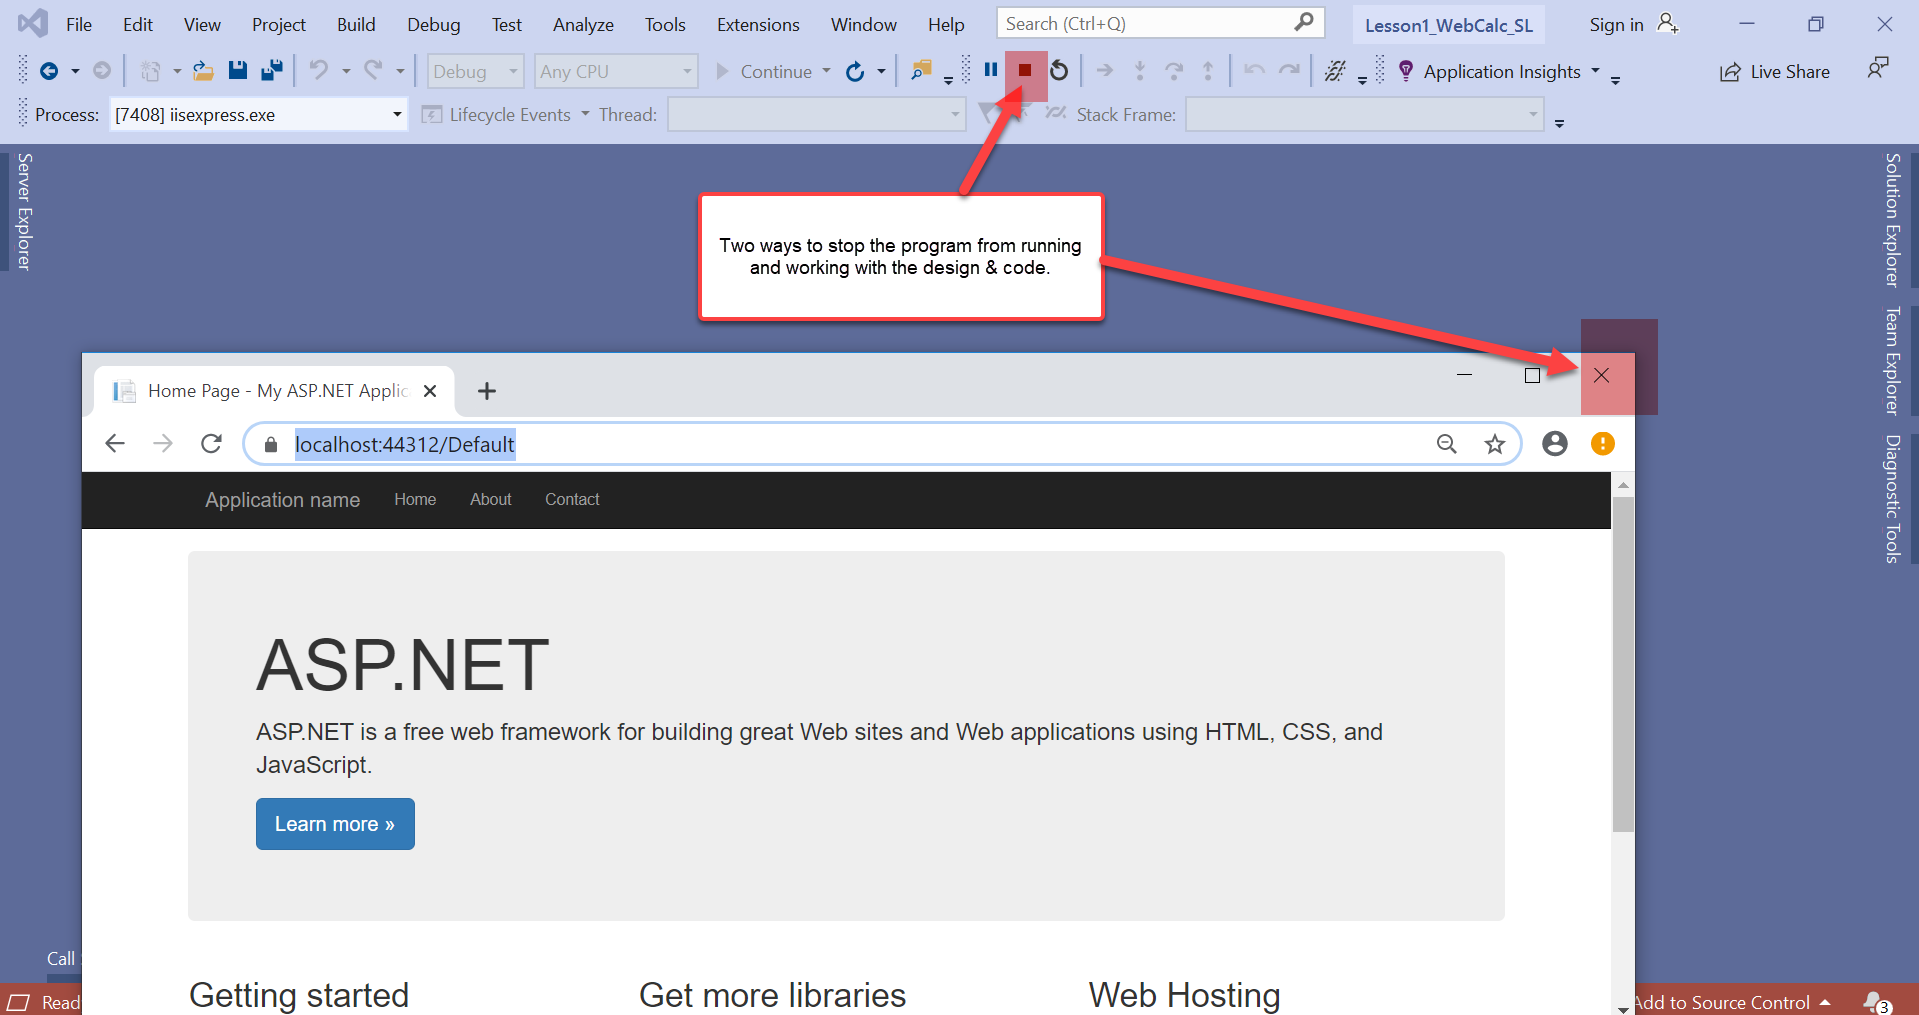 File Edit View Project Build Debug Test Analyze Tools Extensions Window Help Search (Ctrl+Q) Lesson1_WebCalc_SL Sign in
Debug Any CPU Continue Application Insights Live Share
Process: [7408] iisexpress.exe Lifecycle Events Thread: Stack Frame:
Server Explorer
Solution Explorer
Team Explorer
Diagnostic Tools
Two ways to stop the program from running
and working with the design & code.
Home Page - My ASP.NET Applic
localhost:44312/Default
Application name Home About Contact
ASP.NET
ASP.NET is a free web framework for building great Web sites and Web applications using HTML, CSS, and
JavaScript.
Learn more »
Call
Getting started Get more libraries Web Hosting
Read Add to Source Control 3